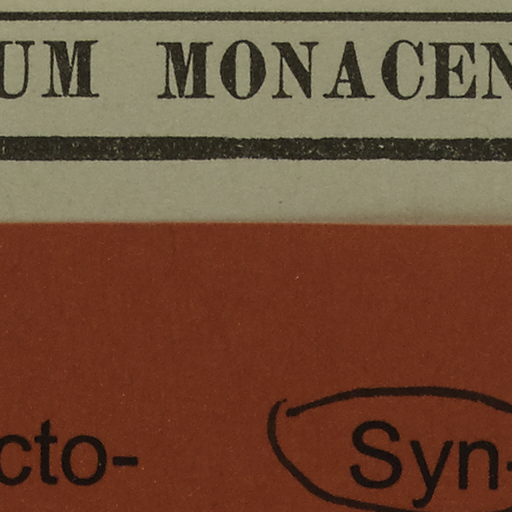 UM MONACEN
cto- Syn-